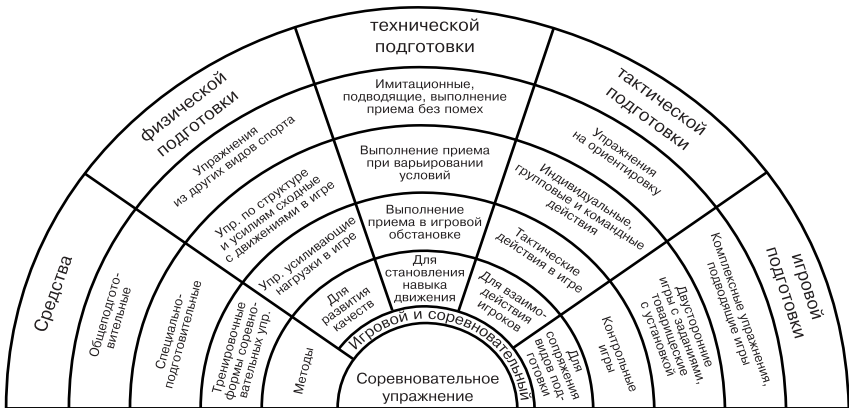 Средства
физической
подготовки
технической
подготовки
тактической
подготовки
игровой
подготовки
Общеподгото-
вительные
Упражнения
из других видов спорта
Имитационные,
подводящие, выполнение
приема без помех
Упражнения
на ориентировку
Комплексные упражнения,
подводящие игры
Специально-
подготовительные
Упр. по структуре
и усилиям сходные
с движениями в игре
Выполнение приема
при варьировании
условий
Индивидуальные,
групповые и командные
действия
Двусторонние
игры с заданиями,
товарищеские
с установкой
Тренировочные
формы соревно-
вательных упр.
Упр. усиливающие
нагрузки в игре
Выполнение
приема в игровой
обстановке
Тактические
действия в игре
Контрольные
игры
Методы
Для
развития
качеств
Для
становления
навыка
движения
Для взаимо-
действия
игроков
Для
сопряжения
видов под-
готовки
Игровой и соревновательный
Соревновательное
упражнение